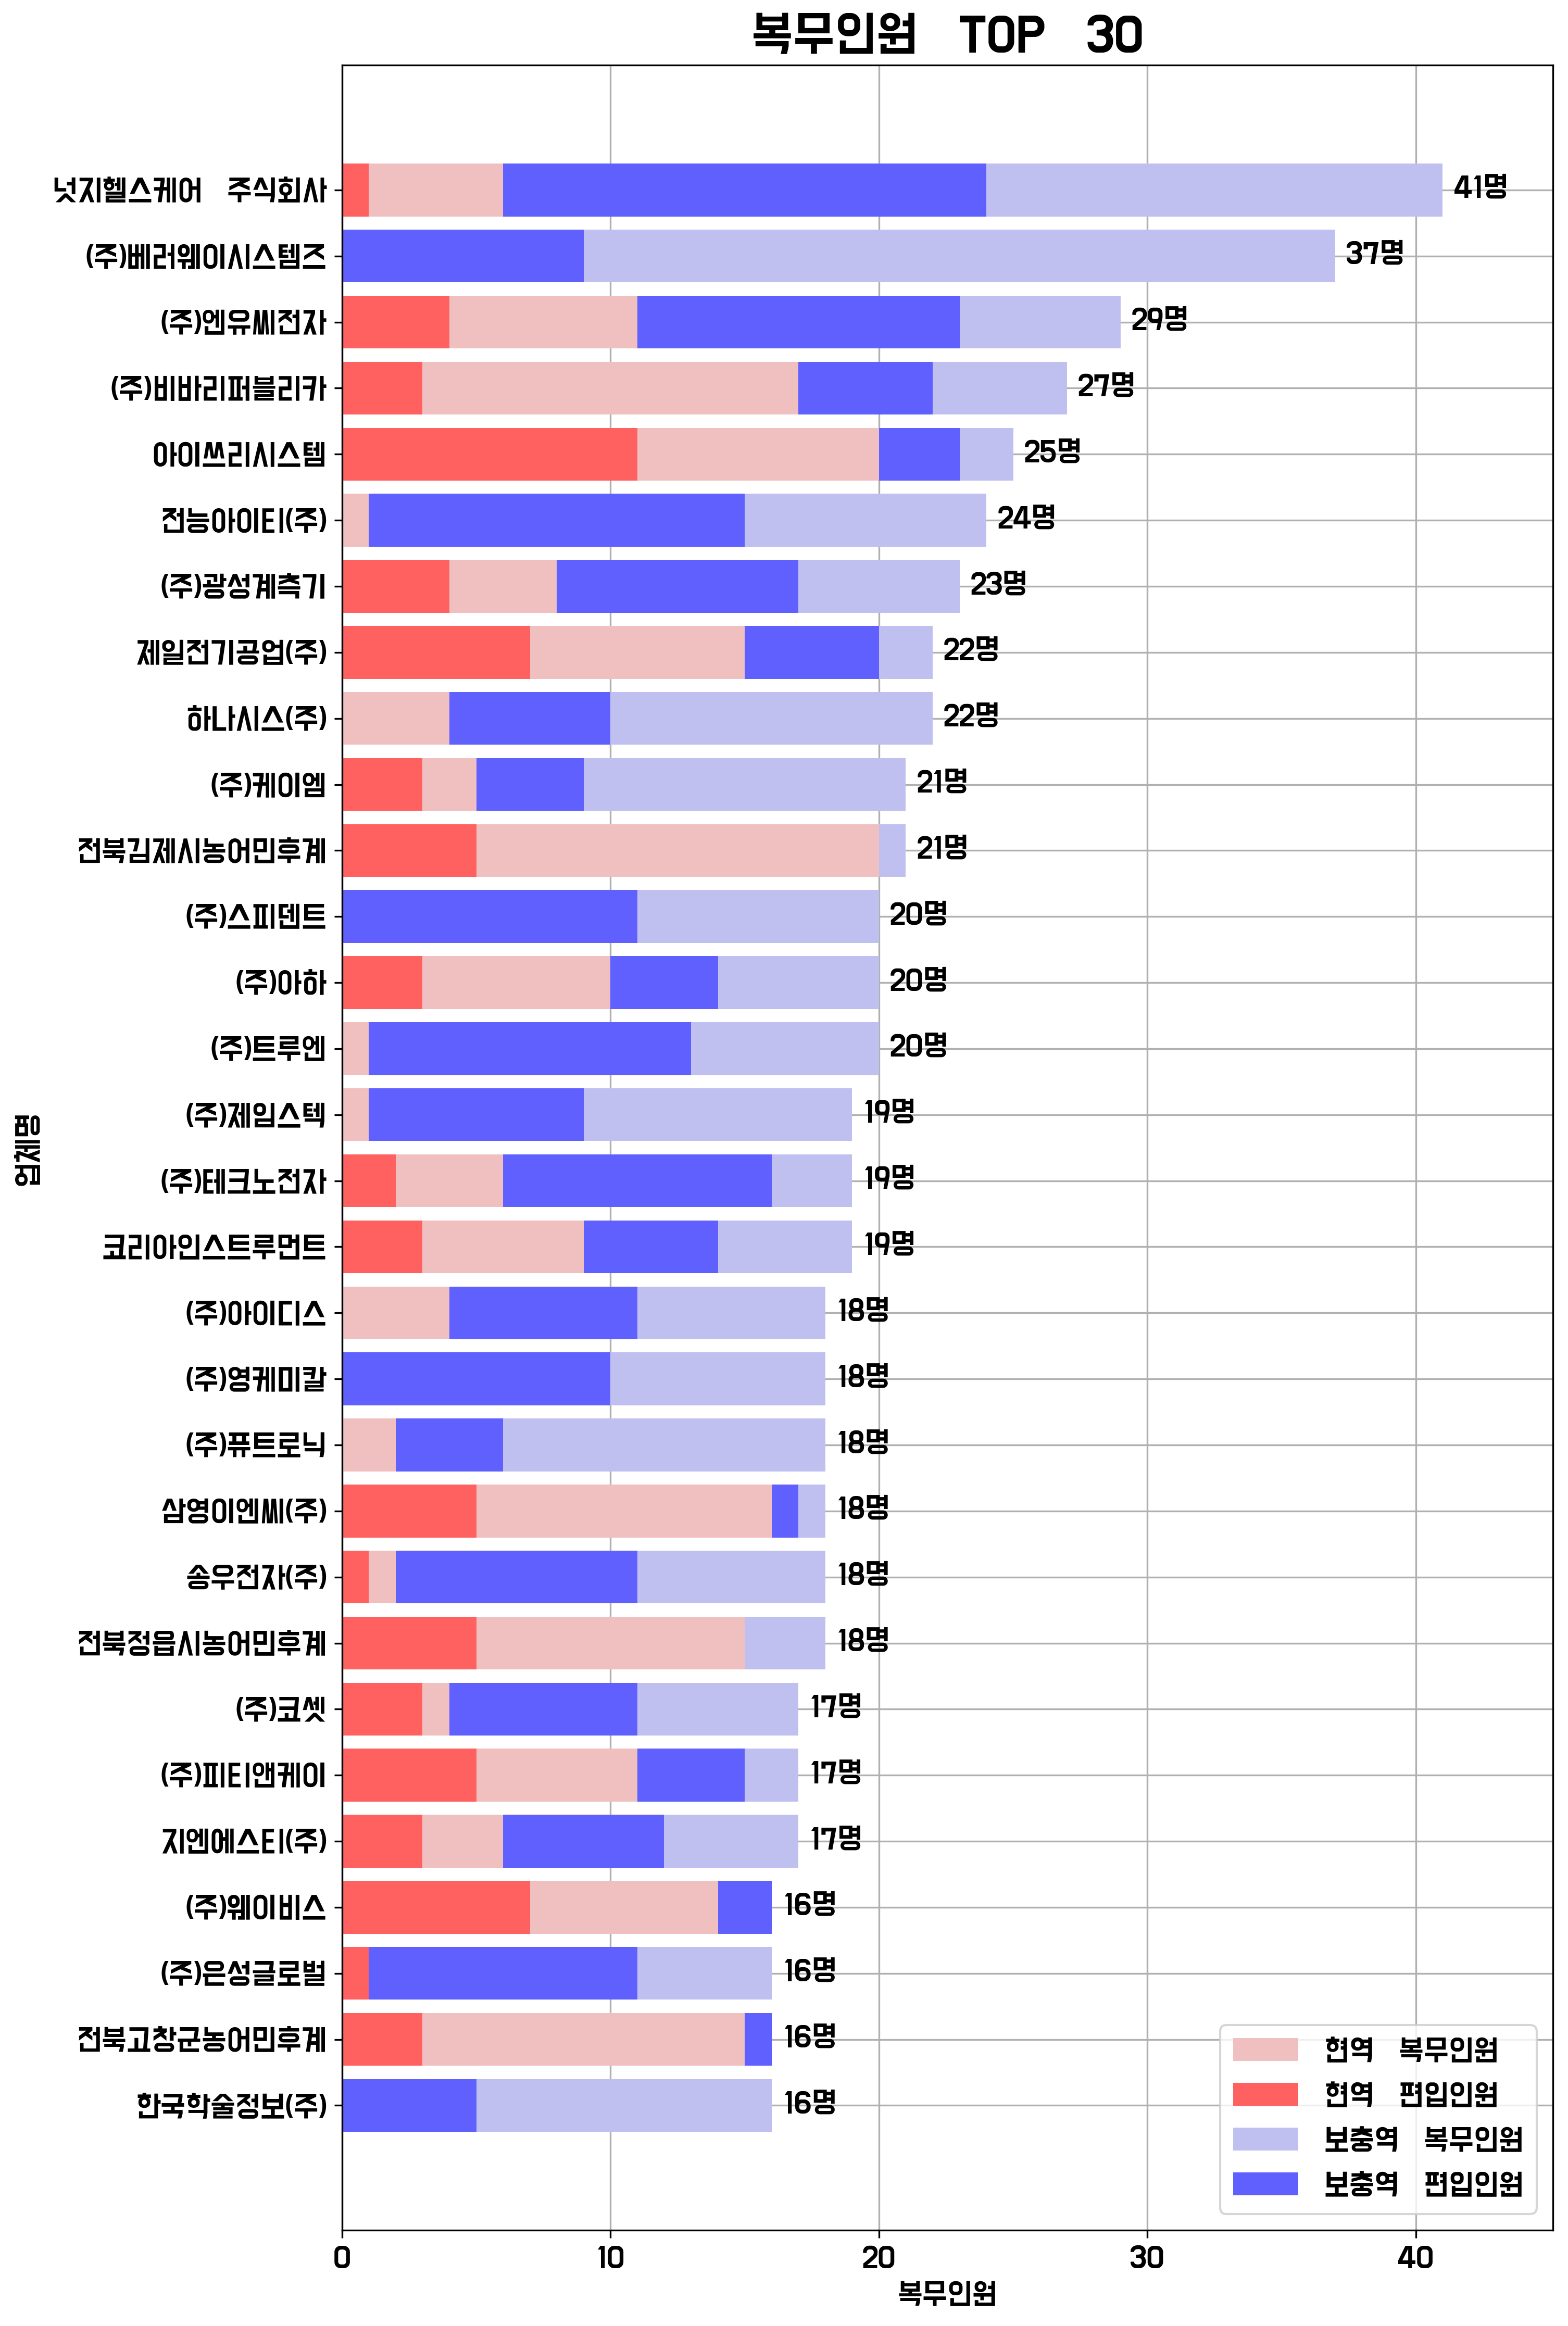 복무인원 TOP 30
넛지헬스케어 주식회사 41명
(주)베러웨이시스템즈 37명
(주)엔유씨전자 29명
(주)비바리퍼블리카 27명
아이쓰리시스템 25명
전능아이티(주) 24명
(주)광성계측기 23명
제일전기공업(주) 22명
하나시스(주) 22명
(주)케이엠 21명
전북김제시농어민후계 21명
(주)스피덴트 20명
(주)아하 20명
(주)트루엔 20명
(주)제임스텍 19명
(주)테크노전자 19명
코리아인스트루먼트 19명
(주)아이디스 18명
(주)영케미칼 18명
(주)퓨트로닉 18명
삼영이엔씨(주) 18명
송우전자(주) 18명
전북정읍시농어민후계 18명
(주)코셋 17명
(주)피티앤케이 17명
지엔에스티(주) 17명
(주)웨이비스 16명
(주)은성글로벌 16명
전북고창군농어민후계 16명
한국학술정보(주) 16명
업체명
현역 복무인원
현역 편입인원
보충역 복무인원
보충역 편입인원
0 10 20 30 40
복무인원